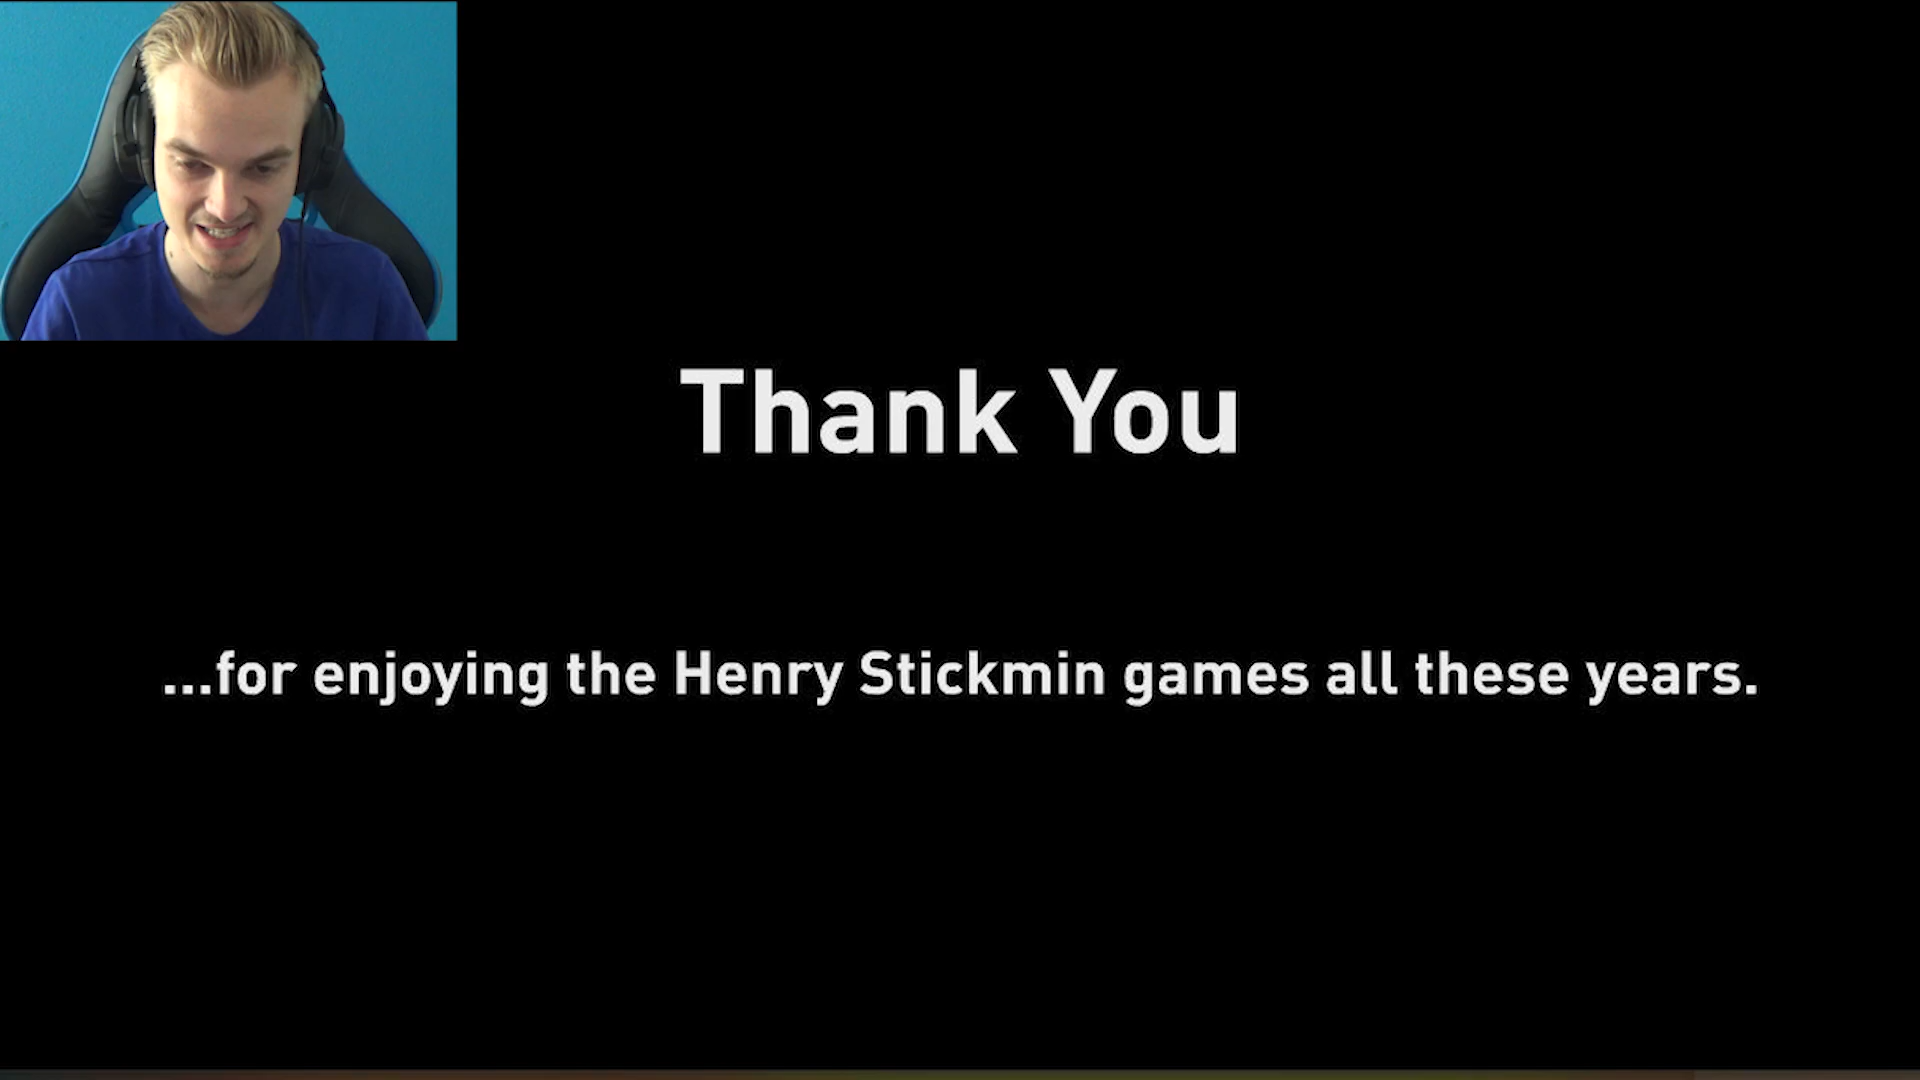 Thank You
...for enjoying the Henry Stickmin games all these years.